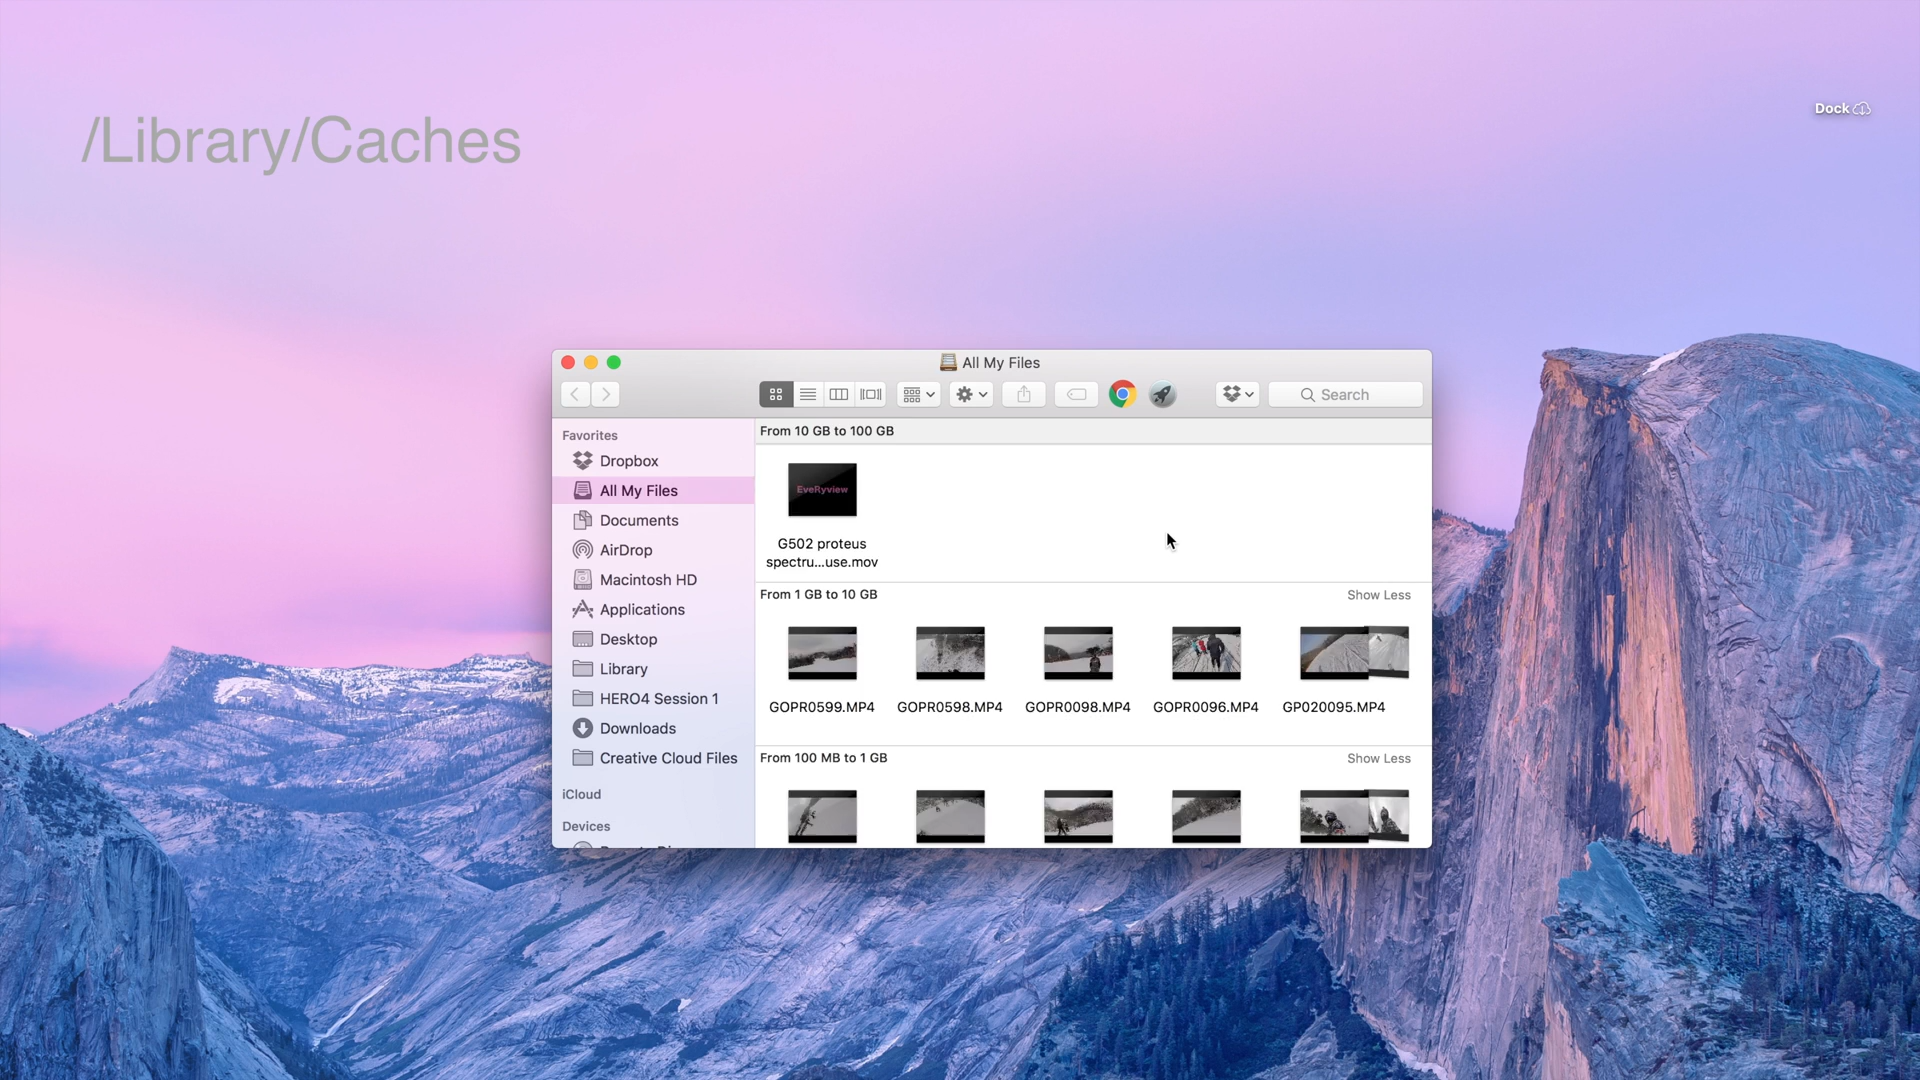 /Library/Caches
Dock
All My Files
Search
Favorites
Dropbox
All My Files
Documents
AirDrop
Macintosh HD
Applications
Desktop
Library
HERO4 Session 1
Downloads
Creative Cloud Files
iCloud
Devices
From 10 GB to 100 GB
EveRyview
G502 proteus
spectru...use.mov
From 1 GB to 10 GB
Show Less
GOPR0599.MP4
GOPR0598.MP4
GOPR0098.MP4
GOPR0096.MP4
GP020095.MP4
From 100 MB to 1 GB
Show Less